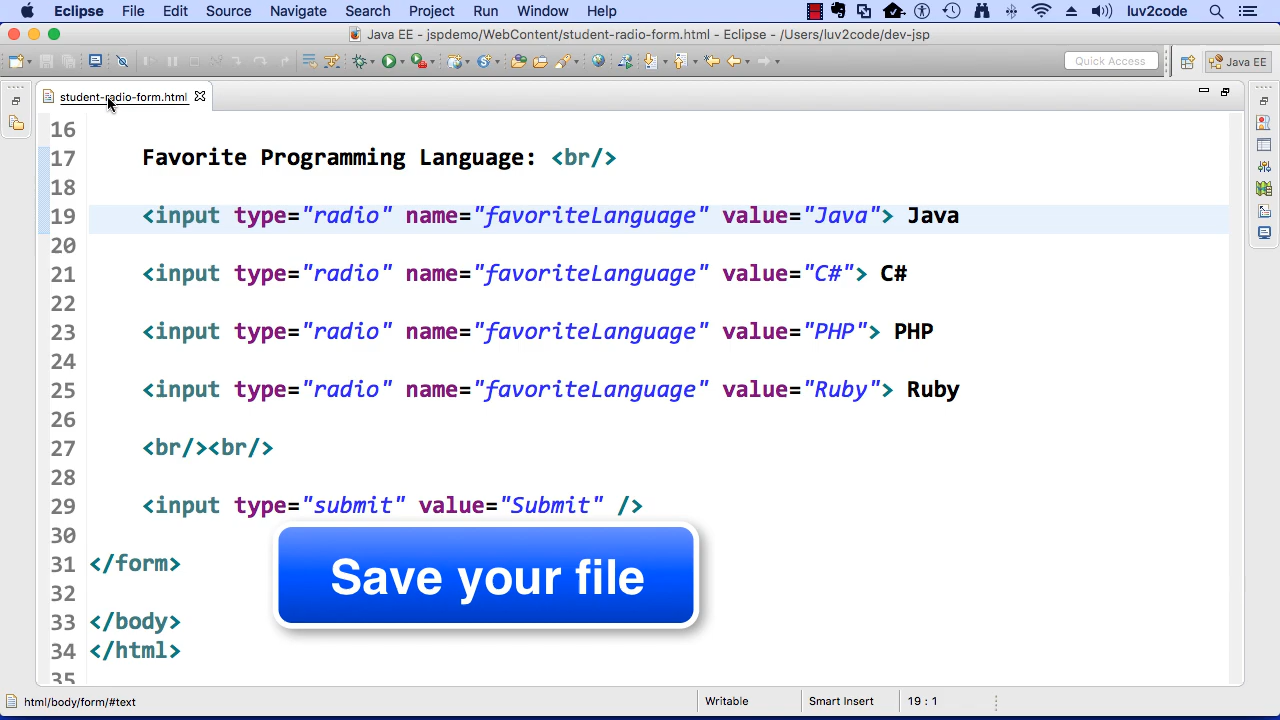 Eclipse File Edit Source Navigate Search Project Run Window Help luv2code
Java EE - jspdemo/WebContent/student-radio-form.html - Eclipse - /Users/luv2code/dev-jsp
Quick Access Java EE
student-radio-form.html
16
17 Favorite Programming Language: <br/>
18
19 <input type="radio" name="favoriteLanguage" value="Java"> Java
20
21 <input type="radio" name="favoriteLanguage" value="C#"> C#
22
23 <input type="radio" name="favoriteLanguage" value="PHP"> PHP
24
25 <input type="radio" name="favoriteLanguage" value="Ruby"> Ruby
26
27 <br/><br/>
28
29 <input type="submit" value="Submit" />
30
31 </form>
Save your file
32
33 </body>
34 </html>
35
html/body/form/#text Writable Smart Insert 19 : 1